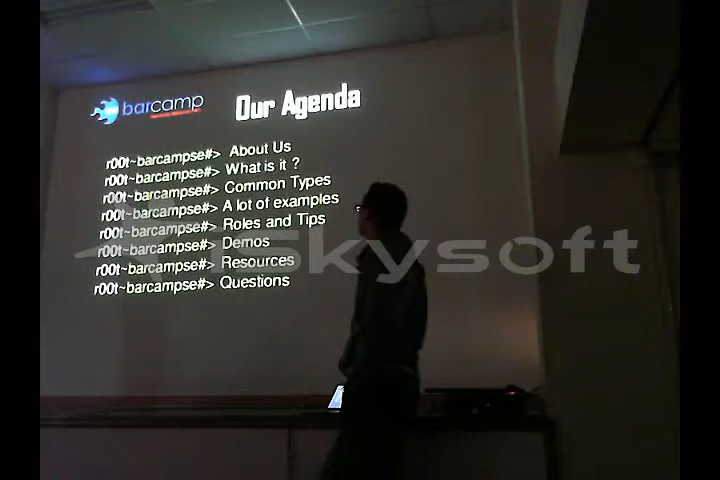 barcamp
Our Agenda
r00t~barcampse#> About Us
r00t~barcampse#> What is it ?
r00t~barcampse#> Common Types
r00t~barcampse#> A lot of examples
r00t~barcampse#> Roles and Tips
r00t~barcampse#> Demos
r00t~barcampse#> Resources
r00t~barcampse#> Questions
iskysoft